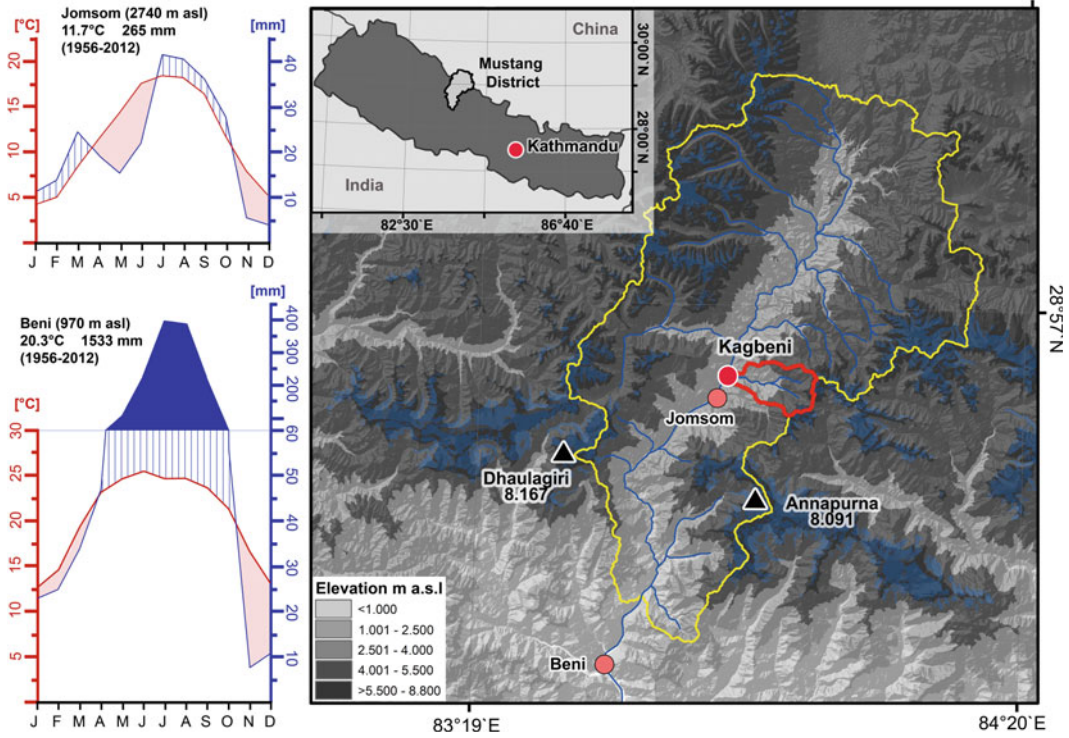 [°C]
Jomsom (2740 m asl)
11.7°C 265 mm
(1956-2012)
[mm]
20
15
10
5
40
30
20
10
J F M A M J J A S O N D
Beni (970 m asl)
20.3°C 1533 mm
(1956-2012)
[mm]
400
300
200
[°C]
30
25
20
15
10
5
60
50
40
30
20
10
J F M A M J J A S O N D
China
Mustang
District
Kathmandu
India
30°00'N
28°00'N
82°30'E
86°40'E
Kagbeni
Jomsom
Dhaulagiri
8.167
Annapurna
8.091
Beni
Elevation m a.s.l
<1.000
1.001 - 2.500
2.501 - 4.000
4.001 - 5.500
>5.500 - 8.800
28°57'N
83°19'E
84°20'E